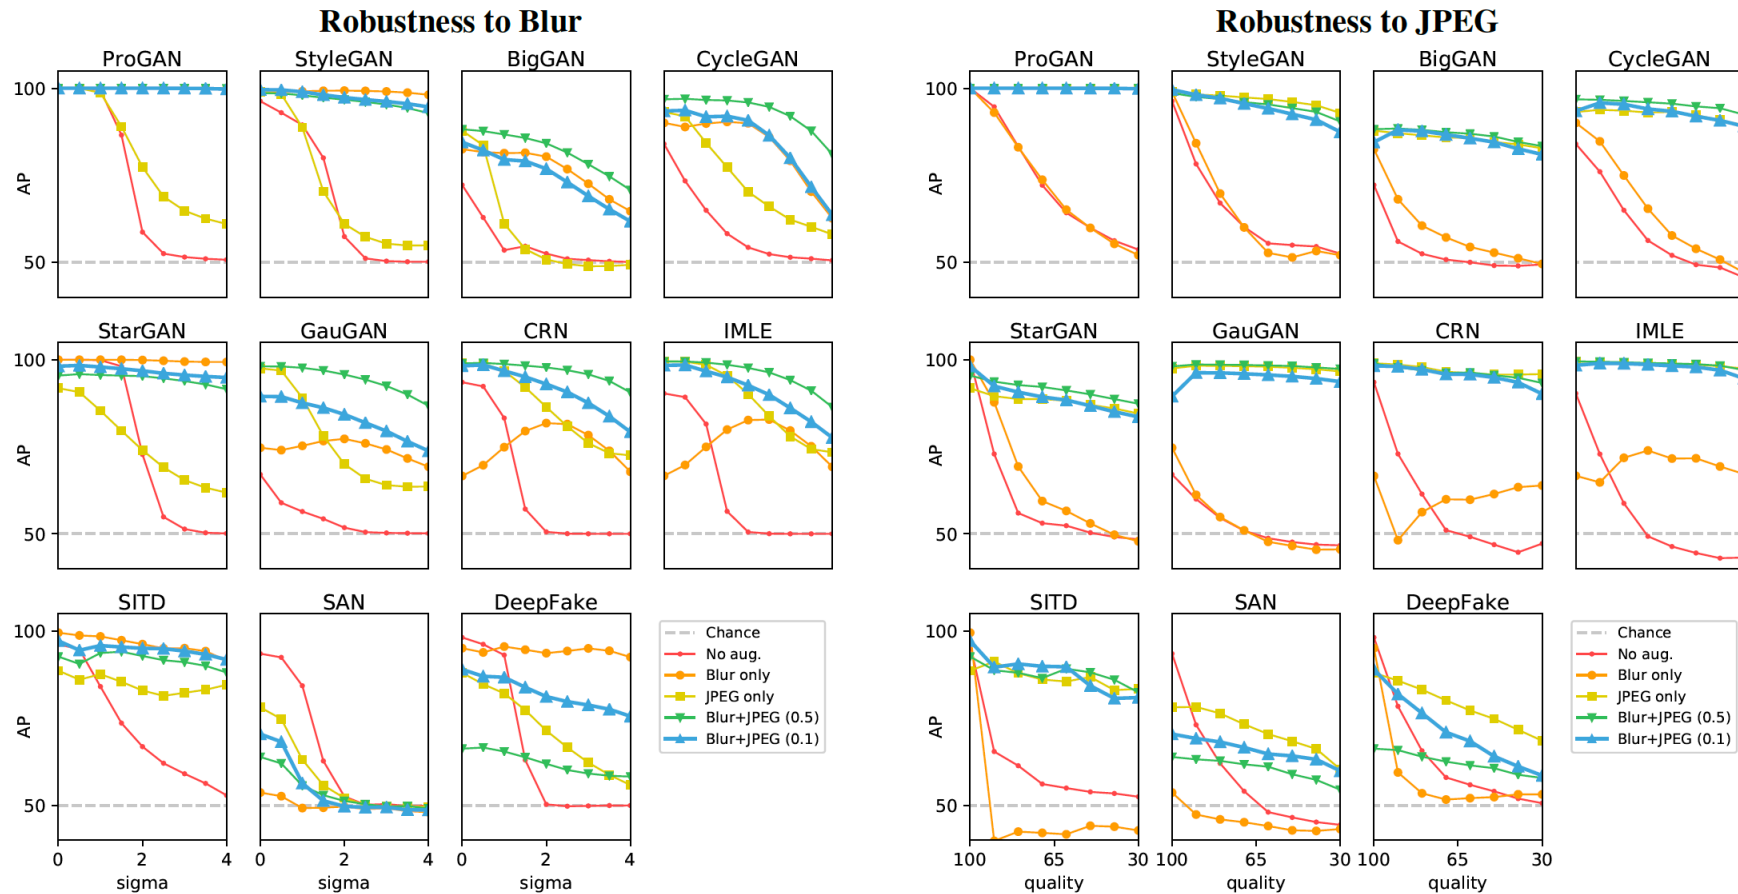 Robustness to Blur
Robustness to JPEG
ProGAN StyleGAN BigGAN CycleGAN
ProGAN StyleGAN BigGAN CycleGAN
100
50
AP
100
50
AP
StarGAN GauGAN CRN IMLE
StarGAN GauGAN CRN IMLE
100
50
AP
100
50
AP
SITD SAN DeepFake
SITD SAN DeepFake
100
50
AP
Chance
No aug.
Blur only
JPEG only
Blur+JPEG (0.5)
Blur+JPEG (0.1)
100
50
AP
Chance
No aug.
Blur only
JPEG only
Blur+JPEG (0.5)
Blur+JPEG (0.1)
0 2 4 0 2 4 0 2 4
sigma sigma sigma
100 65 30 100 65 30 100 65 30
quality quality quality